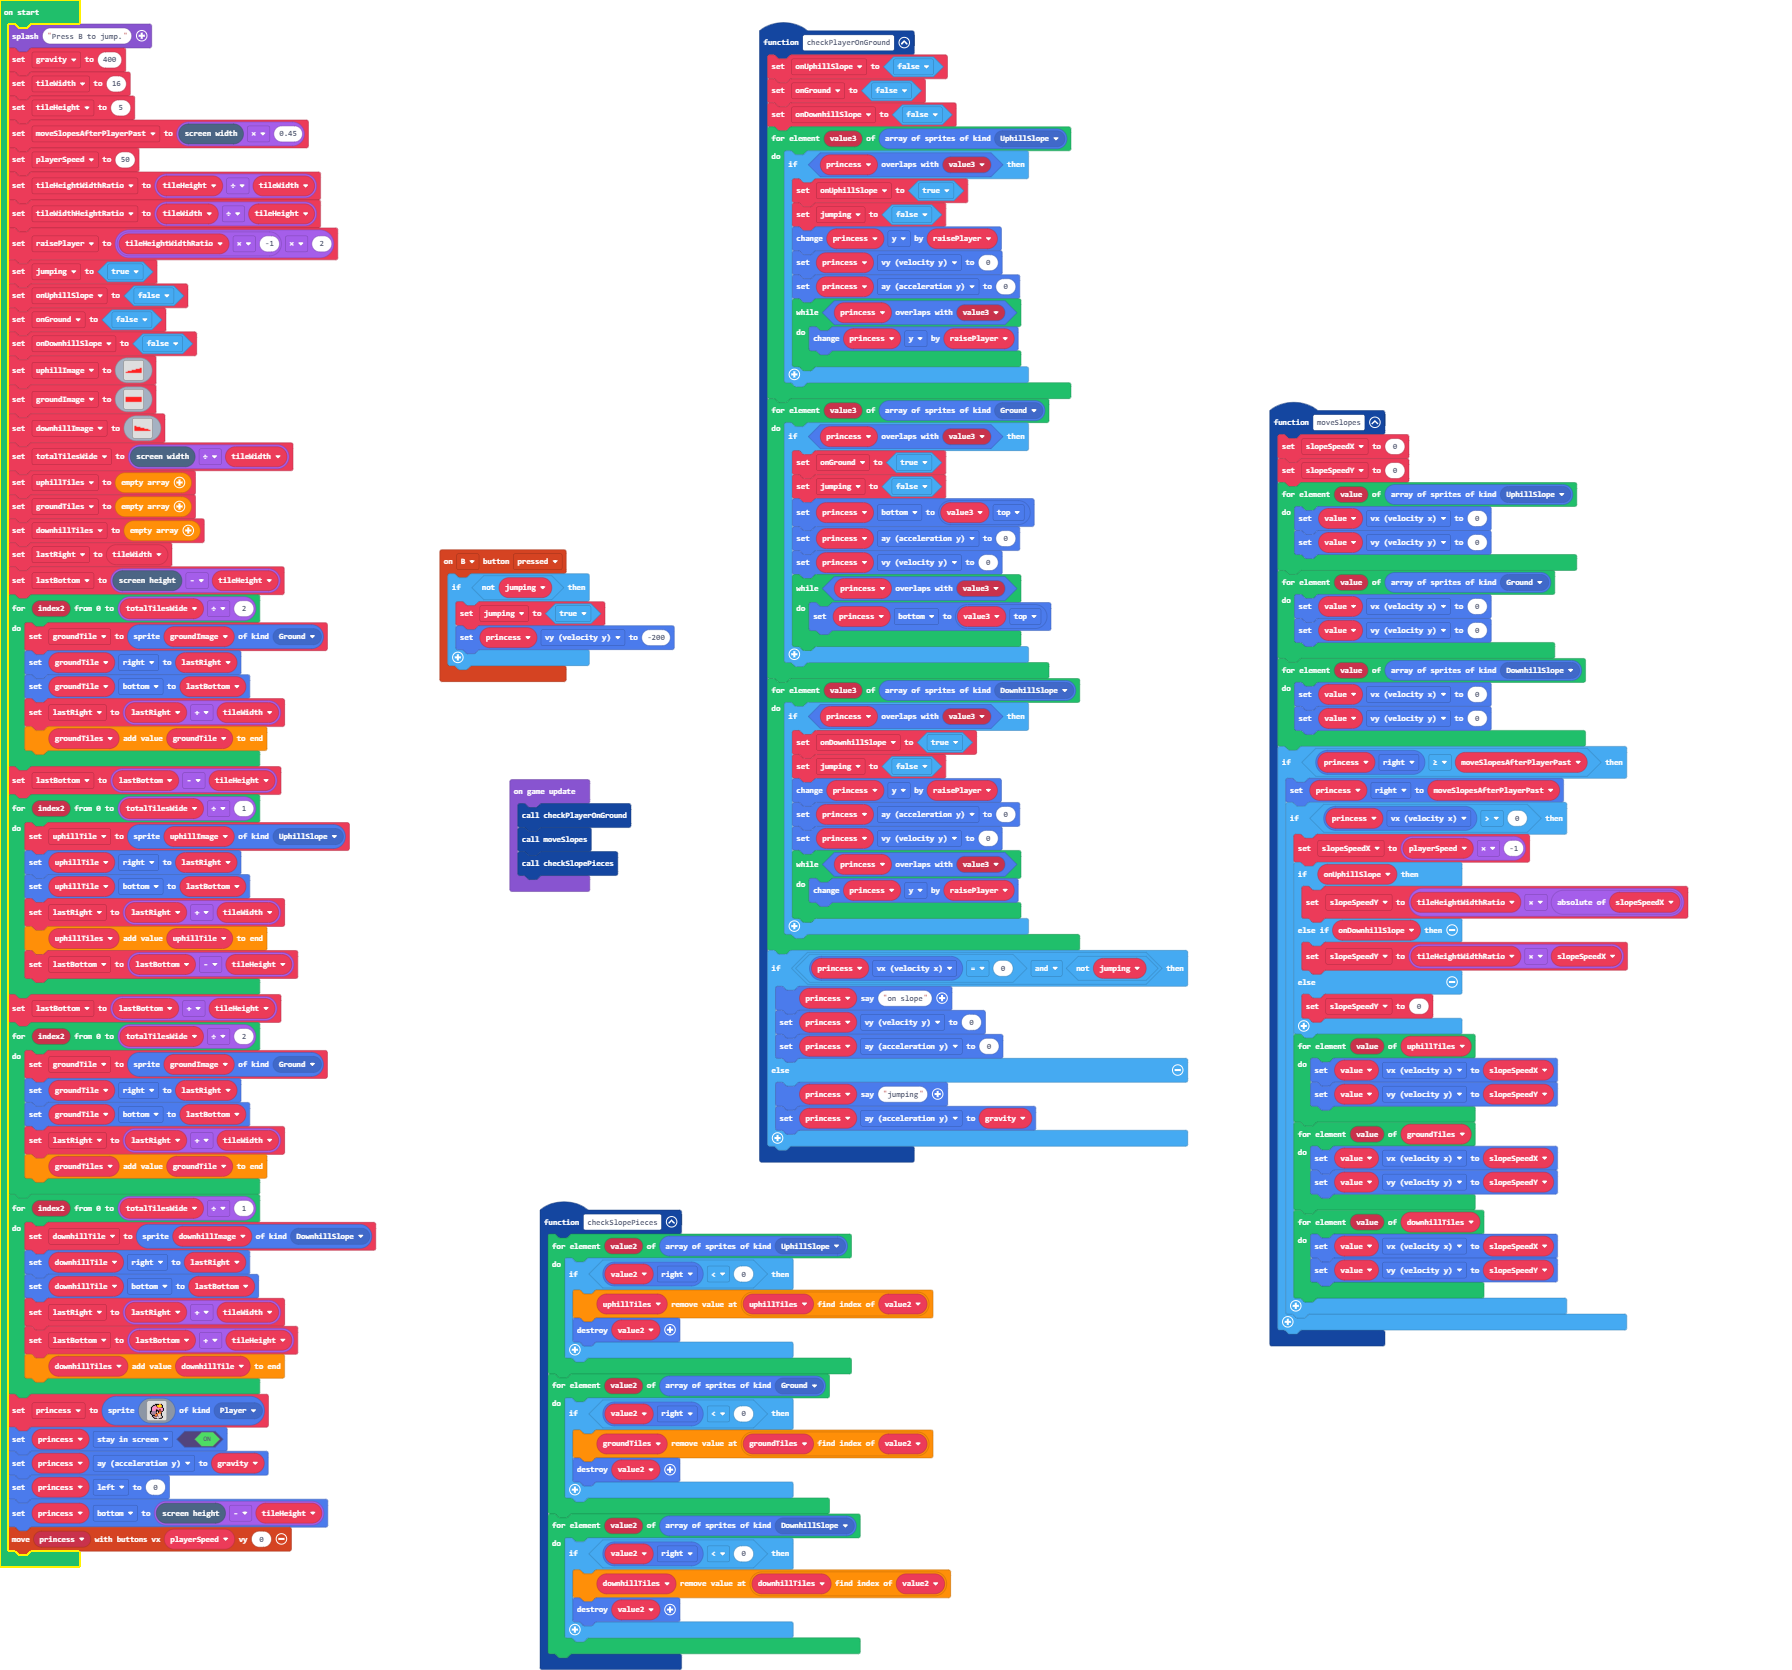 on start
splash "Press B to jump."
set gravity to 400
set tileWidth to 16
set tileHeight to 5
set moveSlopesAfterPlayerPast to screen width × 0.45
set playerSpeed to 50
set tileHeightWidthRatio to tileHeight ÷ tileWidth
set tileWidthHeightRatio to tileWidth ÷ tileHeight
set raisePlayer to tileHeightWidthRatio × -1 × 2
set jumping to true
set onUphillSlope to false
set onGround to false
set onDownhillSlope to false
set uphillImage to
set groundImage to
set downhillImage to
set totalTilesWide to screen width ÷ tileWidth
set uphillTiles to empty array
set groundTiles to empty array
set downhillTiles to empty array
set lastRight to tileWidth
set lastBottom to screen height - tileHeight
for index2 from 0 to totalTilesWide ÷ 2
do
set groundTile to sprite groundImage of kind Ground
set groundTile right to lastRight
set groundTile bottom to lastBottom
set lastRight to lastRight + tileWidth
groundTiles add value groundTile to end
set lastBottom to lastBottom - tileHeight
for index2 from 0 to totalTilesWide ÷ 1
do
set uphillTile to sprite uphillImage of kind UphillSlope
set uphillTile right to lastRight
set uphillTile bottom to lastBottom
set lastRight to lastRight + tileWidth
uphillTiles add value uphillTile to end
set lastBottom to lastBottom - tileHeight
set lastBottom to lastBottom + tileHeight
for index2 from 0 to totalTilesWide ÷ 2
do
set groundTile to sprite groundImage of kind Ground
set groundTile right to lastRight
set groundTile bottom to lastBottom
set lastRight to lastRight + tileWidth
groundTiles add value groundTile to end
for index2 from 0 to totalTilesWide ÷ 1
do
set downhillTile to sprite downhillImage of kind DownhillSlope
set downhillTile right to lastRight
set downhillTile bottom to lastBottom
set lastRight to lastRight + tileWidth
set lastBottom to lastBottom + tileHeight
downhillTiles add value downhillTile to end
set princess to sprite of kind Player
set princess stay in screen ON
set princess ay (acceleration y) to gravity
set princess left to 0
set princess bottom to screen height - tileHeight
move princess with buttons vx playerSpeed vy 0
on B button pressed
if not jumping then
set jumping to true
set princess vy (velocity y) to -200
on game update
call checkPlayerOnGround
call moveSlopes
call checkSlopePieces
function checkPlayerOnGround
set onUphillSlope to false
set onGround to false
set onDownhillSlope to false
for element value3 of array of sprites of kind UphillSlope
do
if princess overlaps with value3 then
set onUphillSlope to true
set jumping to false
change princess y by raisePlayer
set princess vy (velocity y) to 0
set princess ay (acceleration y) to 0
while princess overlaps with value3
do change princess y by raisePlayer
for element value3 of array of sprites of kind Ground
do
if princess overlaps with value3 then
set onGround to true
set jumping to false
set princess bottom to value3 top
set princess ay (acceleration y) to 0
set princess vy (velocity y) to 0
while princess overlaps with value3
do set princess bottom to value3 top
for element value3 of array of sprites of kind DownhillSlope
do
if princess overlaps with value3 then
set onDownhillSlope to true
set jumping to false
change princess y by raisePlayer
set princess ay (acceleration y) to 0
set princess vy (velocity y) to 0
while princess overlaps with value3
do change princess y by raisePlayer
if princess vx (velocity x) = 0 and not jumping then
princess say "on slope"
set princess vy (velocity y) to 0
set princess ay (acceleration y) to 0
else
princess say "jumping"
set princess ay (acceleration y) to gravity
function checkSlopePieces
for element value2 of array of sprites of kind UphillSlope
do
if value2 right < 0 then
uphillTiles remove value at uphillTiles find index of value2
destroy value2
for element value2 of array of sprites of kind Ground
do
if value2 right < 0 then
groundTiles remove value at groundTiles find index of value2
destroy value2
for element value2 of array of sprites of kind DownhillSlope
do
if value2 right < 0 then
downhillTiles remove value at downhillTiles find index of value2
destroy value2
function moveSlopes
set slopeSpeedX to 0
set slopeSpeedY to 0
for element value of array of sprites of kind UphillSlope
do set value vx (velocity x) to 0
set value vy (velocity y) to 0
for element value of array of sprites of kind Ground
do set value vx (velocity x) to 0
set value vy (velocity y) to 0
for element value of array of sprites of kind DownhillSlope
do set value vx (velocity x) to 0
set value vy (velocity y) to 0
if princess right ≥ moveSlopesAfterPlayerPast then
set princess right to moveSlopesAfterPlayerPast
if princess vx (velocity x) > 0 then
set slopeSpeedX to playerSpeed × -1
if onUphillSlope then
set slopeSpeedY to tileHeightWidthRatio × absolute of slopeSpeedX
else if onDownhillSlope then
set slopeSpeedY to tileHeightWidthRatio × slopeSpeedX
else
set slopeSpeedY to 0
for element value of uphillTiles
do set value vx (velocity x) to slopeSpeedX
set value vy (velocity y) to slopeSpeedY
for element value of groundTiles
do set value vx (velocity x) to slopeSpeedX
set value vy (velocity y) to slopeSpeedY
for element value of downhillTiles
do set value vx (velocity x) to slopeSpeedX
set value vy (velocity y) to slopeSpeedY